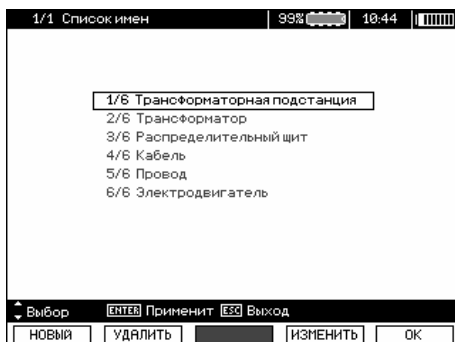 1/1 Список имен 99% 10:44
1/6 Трансформаторная подстанция
2/6 Трансформатор
3/6 Распределительный щит
4/6 Кабель
5/6 Провод
6/6 Электродвигатель
Выбор ENTER Применит ESC Выход
НОВЫЙ УДАЛИТЬ ИЗМЕНИТЬ OK